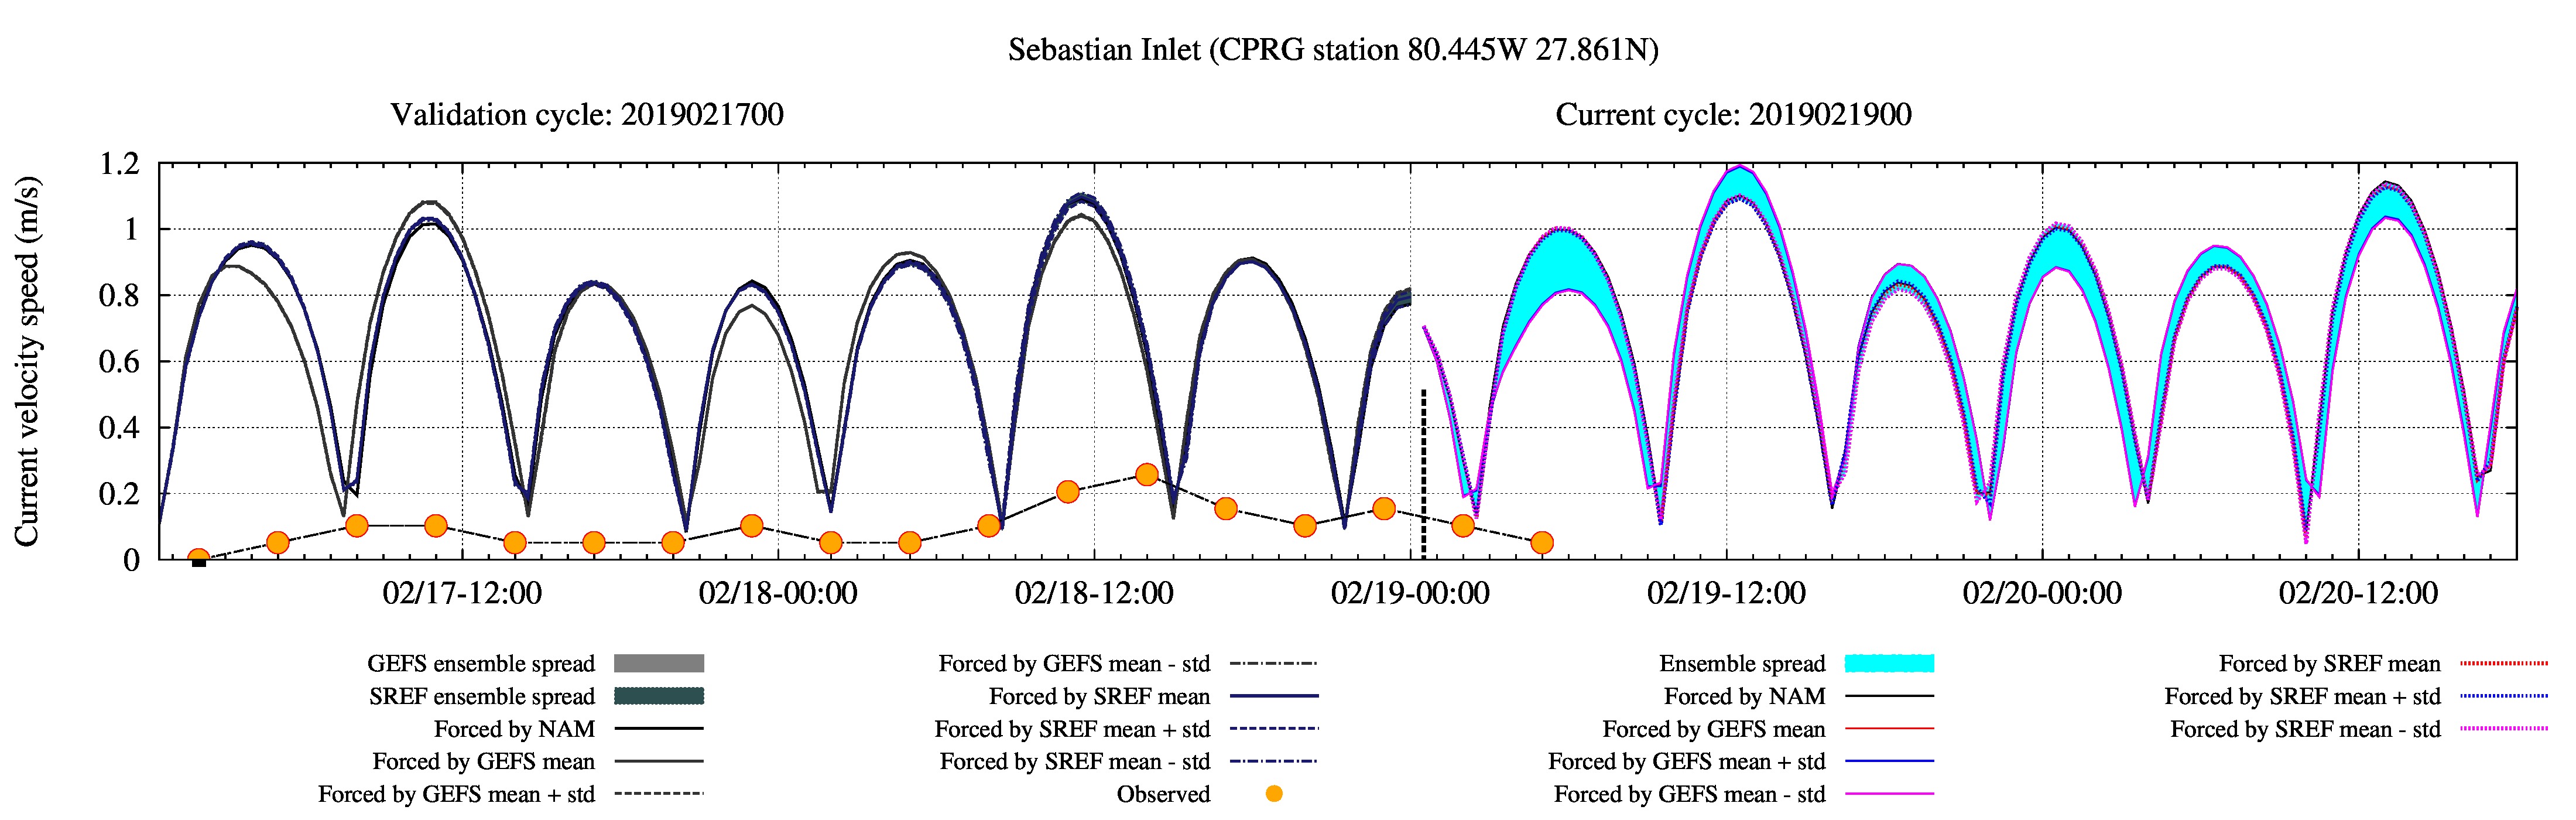 Sebastian Inlet (CPRG station 80.445W 27.861N)
Validation cycle: 2019021700
Current cycle: 2019021900
Current velocity speed (m/s)
1.2
1
0.8
0.6
0.4
0.2
0
02/17-12:00 02/18-00:00 02/18-12:00 02/19-00:00 02/19-12:00 02/20-00:00 02/20-12:00
GEFS ensemble spread
SREF ensemble spread
Forced by NAM
Forced by GEFS mean
Forced by GEFS mean + std
Forced by GEFS mean - std
Forced by SREF mean
Forced by SREF mean + std
Forced by SREF mean - std
Observed
Ensemble spread
Forced by NAM
Forced by GEFS mean
Forced by GEFS mean + std
Forced by GEFS mean - std
Forced by SREF mean
Forced by SREF mean + std
Forced by SREF mean - std